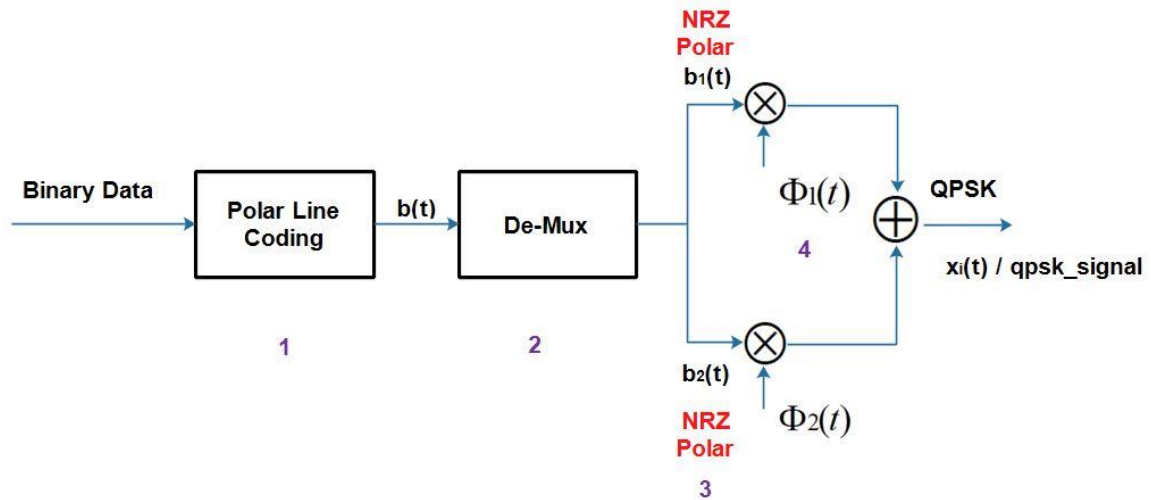 NRZ
Polar
b1(t)
Binary Data
Polar Line
Coding
b(t)
De-Mux
Φ1(t)
4
QPSK
xi(t) / qpsk_signal
1
2
b2(t)
Φ2(t)
NRZ
Polar
3